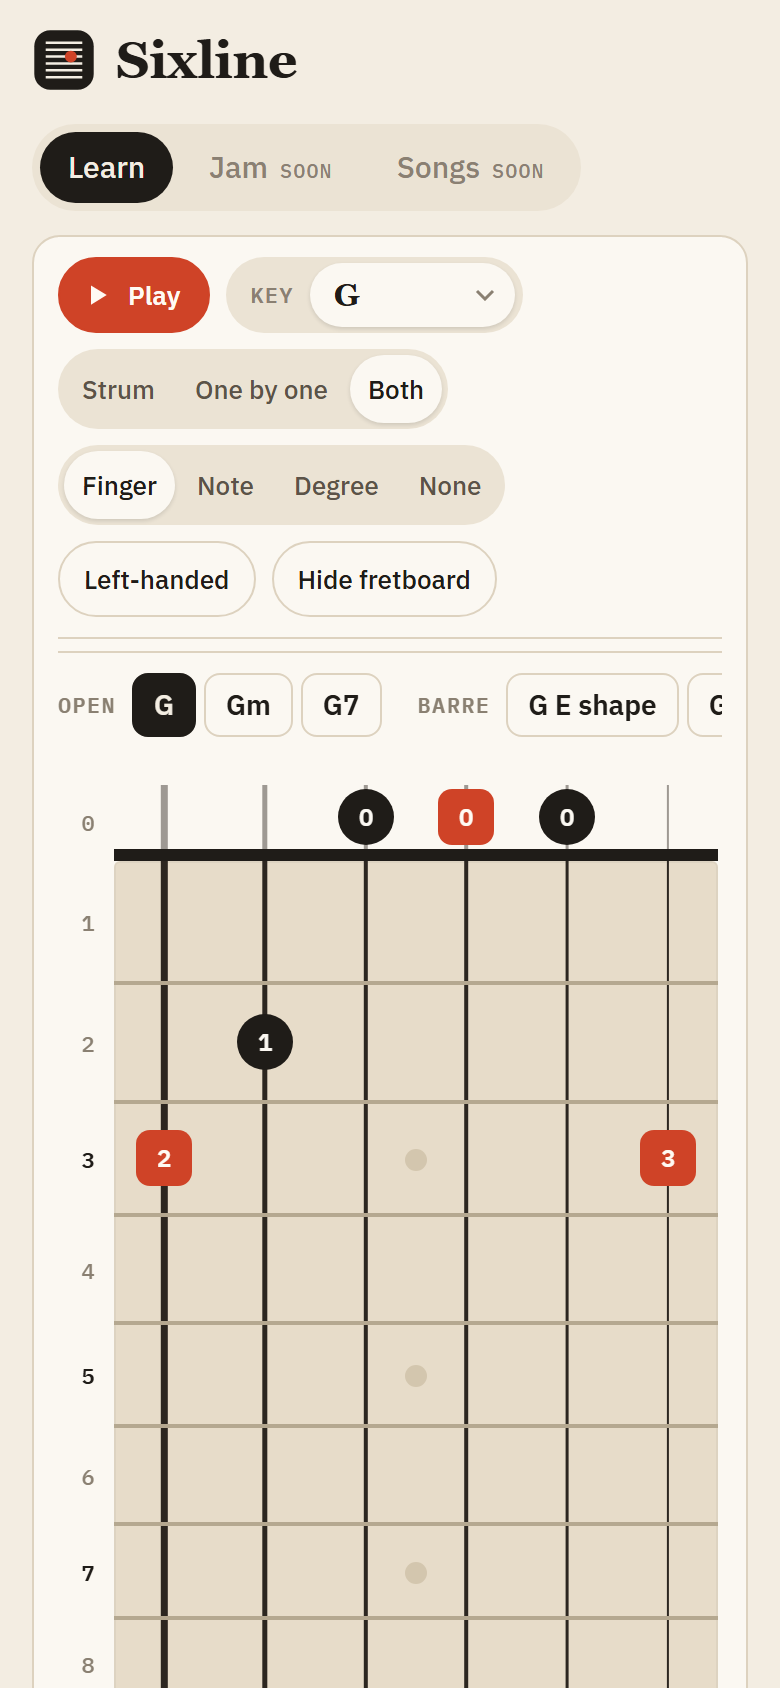 Sixline
Learn Jam SOON Songs SOON
Play KEY G
Strum One by one Both
Finger Note Degree None
Left-handed Hide fretboard
OPEN G Gm G7 BARRE G E shape
0 0 0 0
1
2 1
3 2 3
4
5
6
7
8